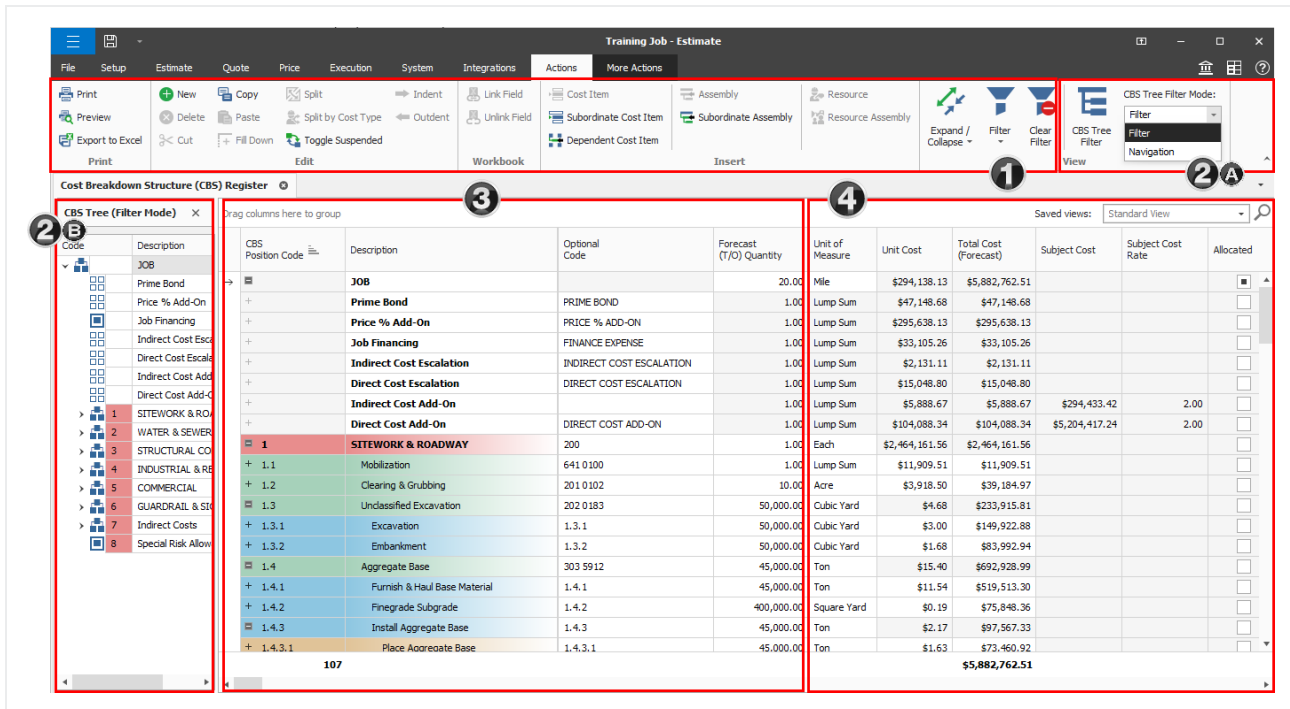 Training Job - Estimate
File Setup Estimate Quote Price Execution System Integrations Actions More Actions
Print New Copy Split Indent Link Field Cost Item Assembly Resource CBS Tree Filter Mode:
Preview Delete Paste Split by Cost Type Outdent Unlink Field Subordinate Cost Item Subordinate Assembly Resource Assembly Expand / Collapse Filter Clear Filter CBS Tree Filter Filter
Filter
Export to Excel Cut Fill Down Toggle Suspended Dependent Cost Item Navigation
Print Edit Workbook Insert View
1 2 A
Cost Breakdown Structure (CBS) Register
3 4
CBS Tree (Filter Mode) Drag columns here to group Saved views: Standard View
2 B
Code Description CBS Position Code Description Optional Code Forecast (T/O) Quantity Unit of Measure Unit Cost Total Cost (Forecast) Subject Cost Subject Cost Rate Allocated
JOB JOB 20.00 Mile $294,138.13 $5,882,762.51
Prime Bond Prime Bond PRIME BOND 1.00 Lump Sum $47,148.68 $47,148.68
Price % Add-On Price % Add-On PRICE % ADD-ON 1.00 Lump Sum $295,638.13 $295,638.13
Job Financing Job Financing FINANCE EXPENSE 1.00 Lump Sum $33,105.26 $33,105.26
Indirect Cost Esca Indirect Cost Escalation INDIRECT COST ESCALATION 1.00 Lump Sum $2,131.11 $2,131.11
Direct Cost Escala Direct Cost Escalation DIRECT COST ESCALATION 1.00 Lump Sum $15,048.80 $15,048.80
Indirect Cost Add Indirect Cost Add-On 1.00 Lump Sum $5,888.67 $5,888.67 $294,433.42 2.00
Direct Cost Add-O Direct Cost Add-On DIRECT COST ADD-ON 1.00 Lump Sum $104,088.34 $104,088.34 $5,204,417.24 2.00
1 SITEWORK & ROA 1 SITEWORK & ROADWAY 200 1.00 Each $2,464,161.56 $2,464,161.56
2 WATER & SEWER 1.1 Mobilization 641 0100 1.00 Lump Sum $11,909.51 $11,909.51
3 STRUCTURAL CO 1.2 Clearing & Grubbing 201 0102 10.00 Acre $3,918.50 $39,184.97
4 INDUSTRIAL & RE 1.3 Unclassified Excavation 202 0183 50,000.00 Cubic Yard $4.68 $233,915.81
5 COMMERCIAL 1.3.1 Excavation 1.3.1 50,000.00 Cubic Yard $3.00 $149,922.88
6 GUARDRAIL & SIG 1.3.2 Embankment 1.3.2 50,000.00 Cubic Yard $1.68 $83,992.94
7 Indirect Costs 1.4 Aggregate Base 303 5912 45,000.00 Ton $15.40 $692,928.99
8 Special Risk Allow 1.4.1 Furnish & Haul Base Material 1.4.1 45,000.00 Ton $11.54 $519,513.30
1.4.2 Finegrade Subgrade 1.4.2 400,000.00 Square Yard $0.19 $75,848.36
1.4.3 Install Aggregate Base 1.4.3 45,000.00 Ton $2.17 $97,567.33
1.4.3.1 Place Aggregate Base 1.4.3.1 45,000.00 Ton $1.63 $73,460.92
107 $5,882,762.51